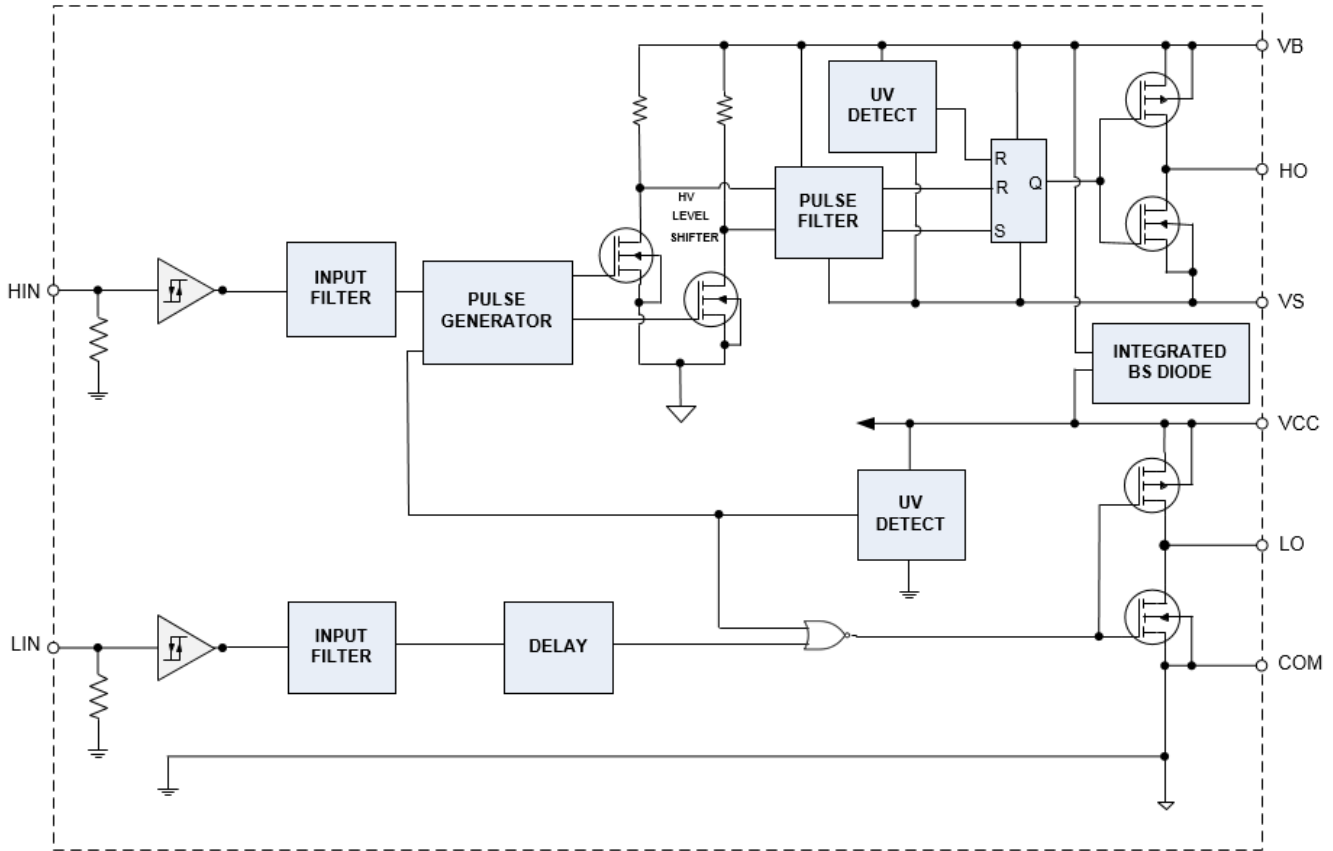 VB
UV
DETECT
R
R
Q
S
HO
PULSE
FILTER
HV
LEVEL
SHIFTER
HIN
INPUT
FILTER
PULSE
GENERATOR
VS
INTEGRATED
BS DIODE
VCC
UV
DETECT
LO
LIN
INPUT
FILTER
DELAY
COM